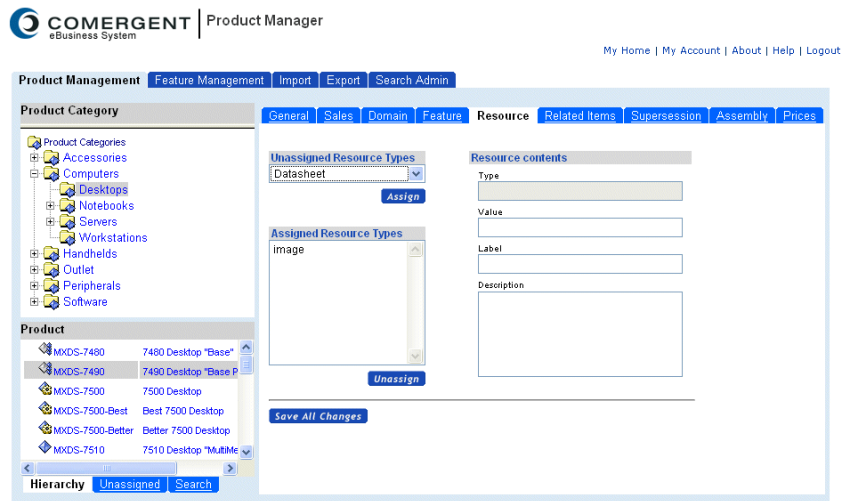 COMERGENT
eBusiness System
Product Manager
My Home | My Account | About | Help | Logout
Product Management
Feature Management
Import
Export
Search Admin
Product Category
Product Categories
Accessories
Computers
Desktops
Notebooks
Servers
Workstations
Handhelds
Outlet
Peripherals
Software
Product
MXDS-7480 7480 Desktop "Base"
MXDS-7490 7490 Desktop "Base P
MXDS-7500 7500 Desktop
MXDS-7500-Best Best 7500 Desktop
MXDS-7500-Better Better 7500 Desktop
MXDS-7510 7510 Desktop "MultiMe
Hierarchy Unassigned Search
General Sales Domain Feature Resource Related Items Supersession Assembly Prices
Unassigned Resource Types
Datasheet
Assign
Assigned Resource Types
image
Unassign
Save All Changes
Resource contents
Type
Value
Label
Description